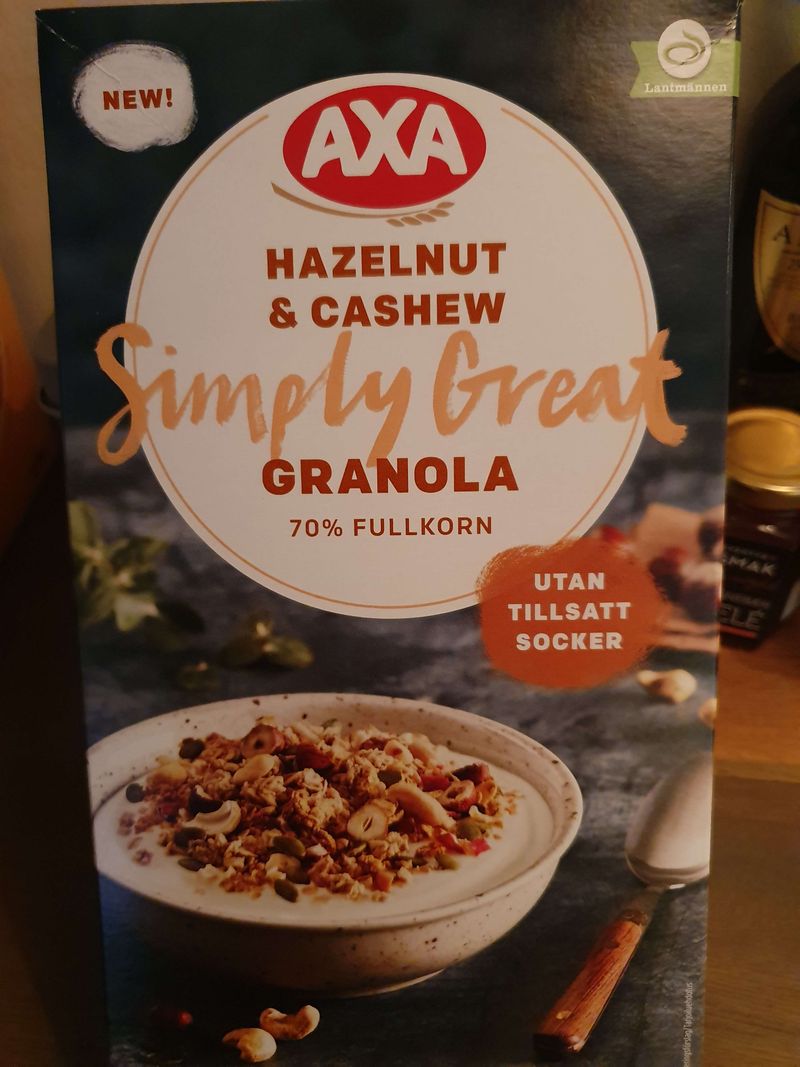 NEW!
Lantmännen
AXA
HAZELNUT
& CASHEW
Simply Great
GRANOLA
70% FULLKORN
UTAN
TILLSATT
SOCKER